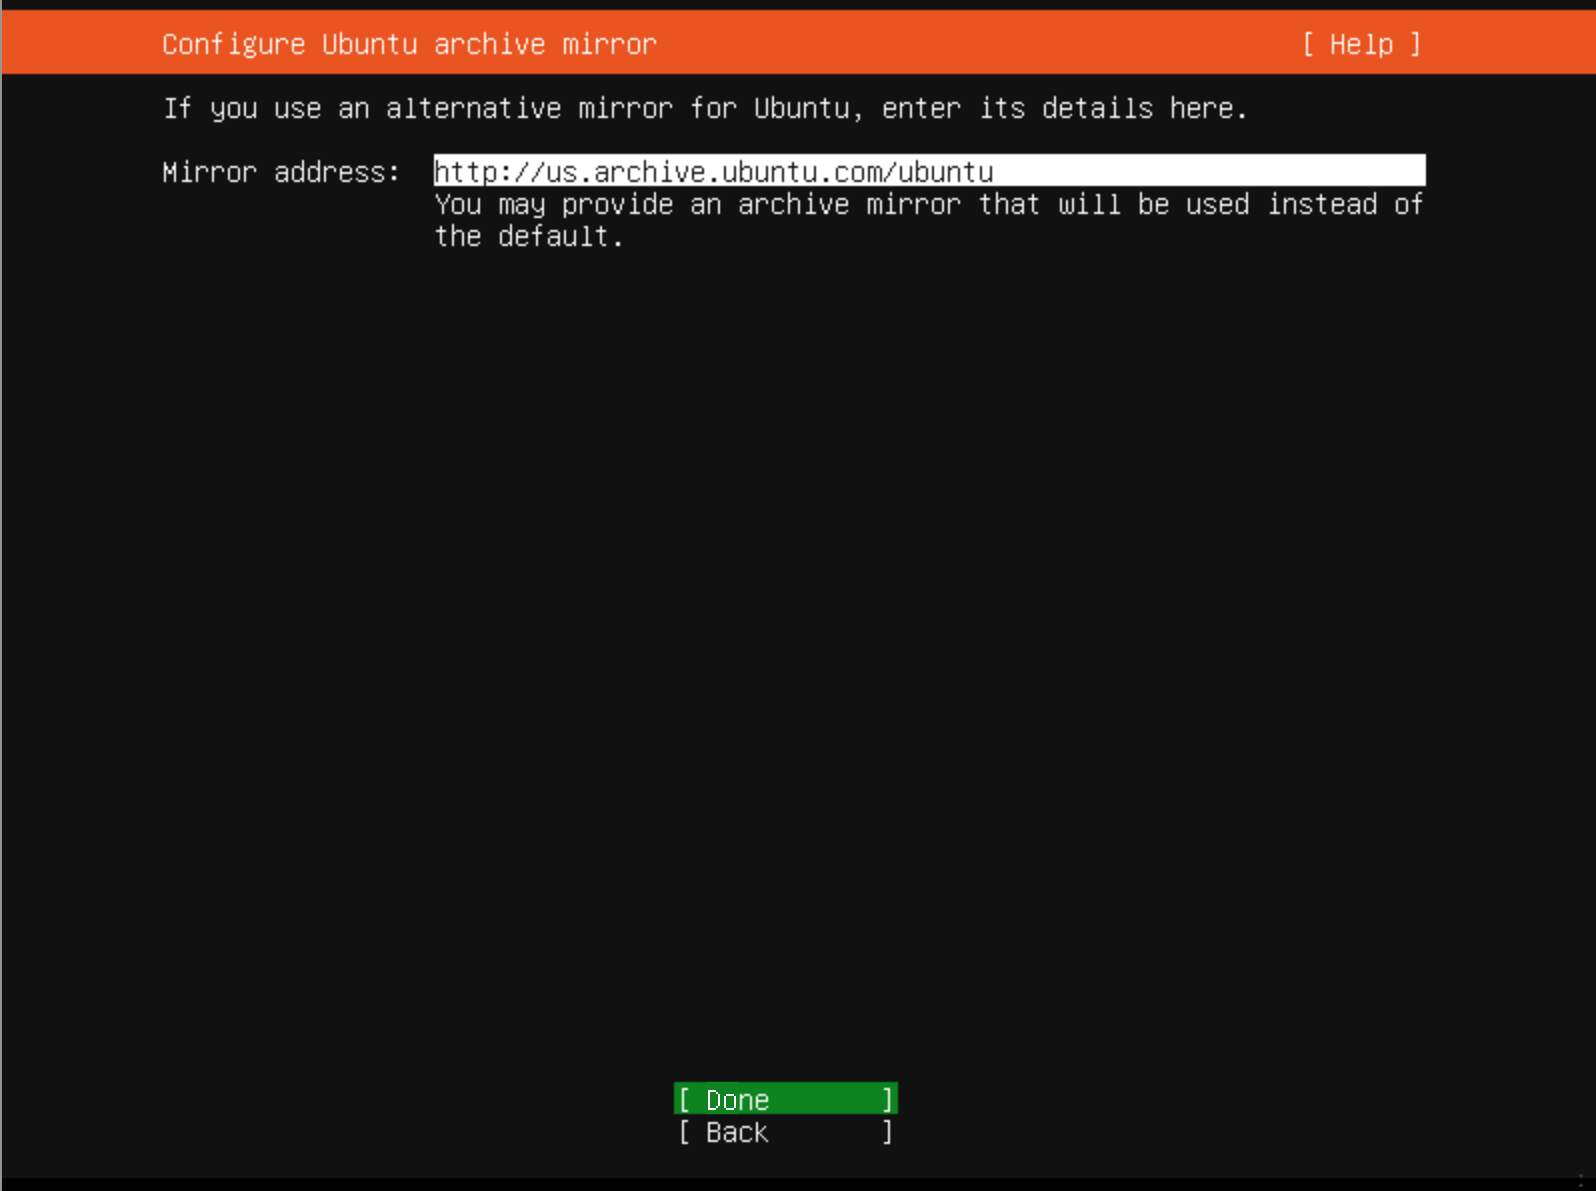 Configure Ubuntu archive mirror [ Help ]
If you use an alternative mirror for Ubuntu, enter its details here.
Mirror address: http://us.archive.ubuntu.com/ubuntu
You may provide an archive mirror that will be used instead of
the default.
[ Done ]
[ Back ]